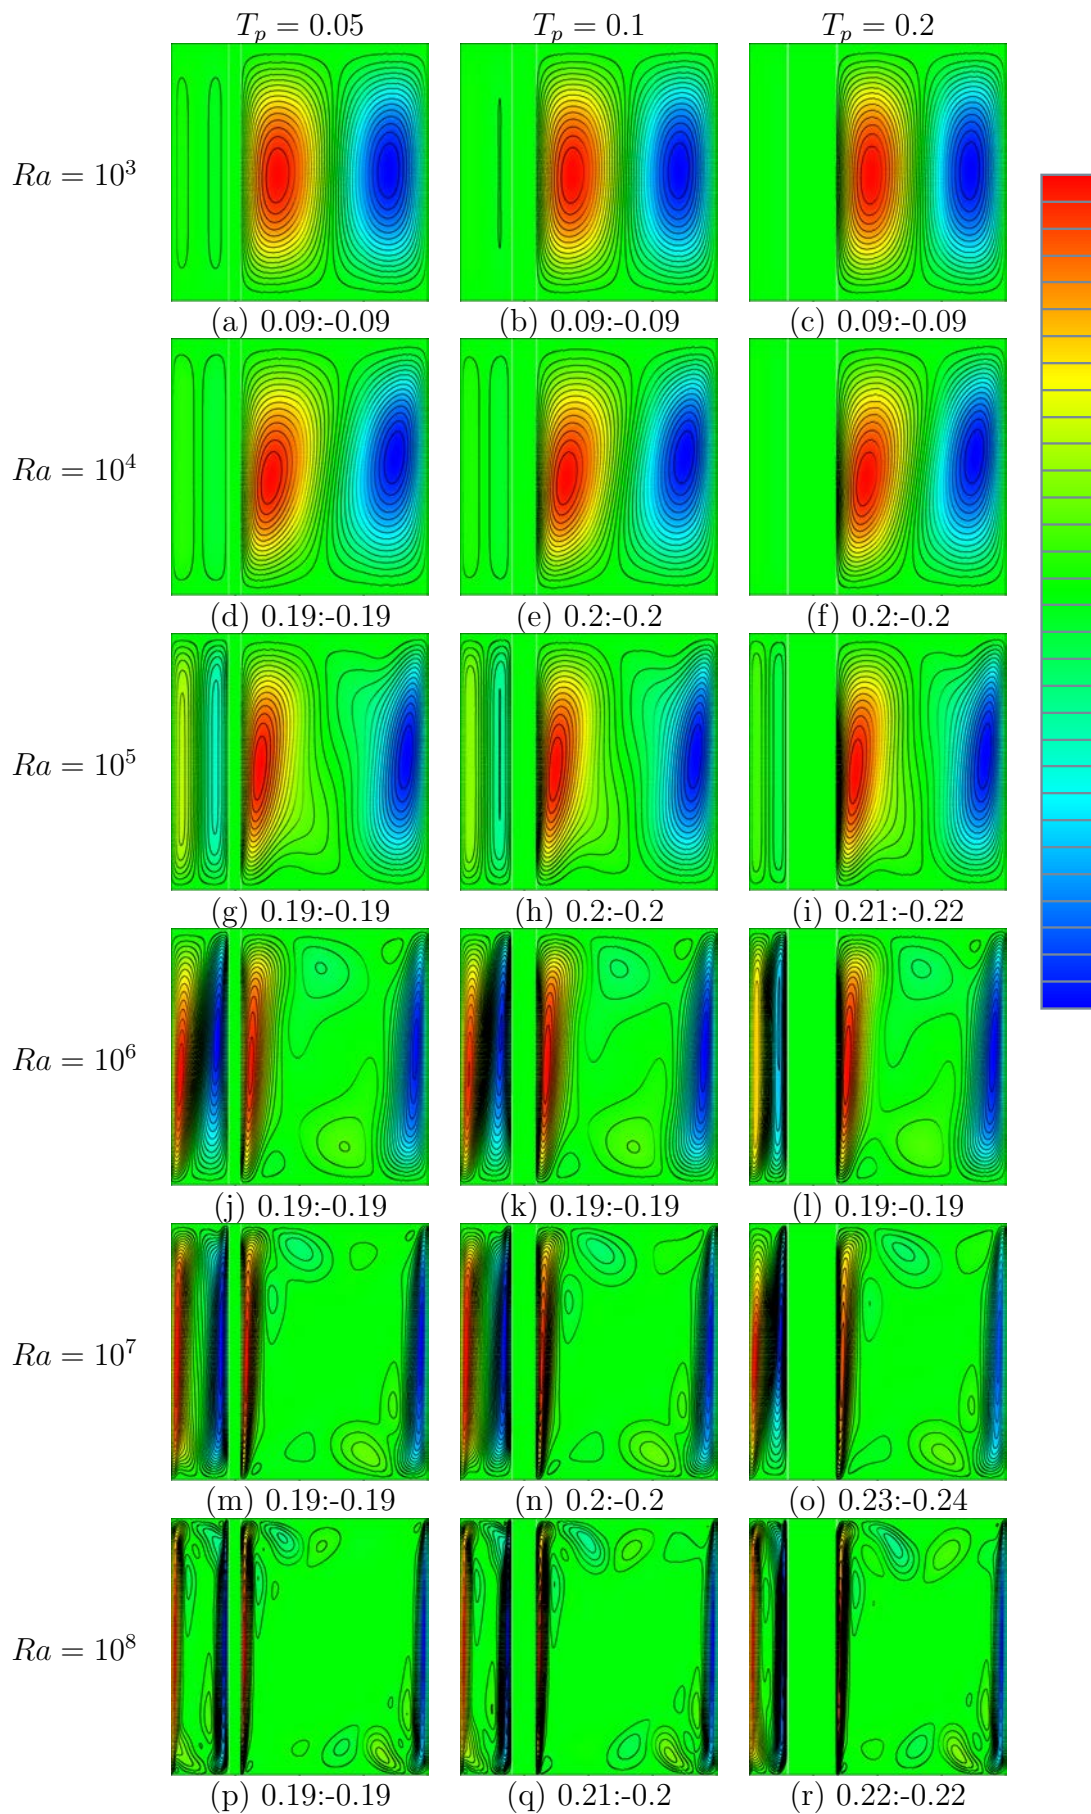 T_p = 0.05 T_p = 0.1 T_p = 0.2
Ra = 10^3
(a) 0.09:-0.09 (b) 0.09:-0.09 (c) 0.09:-0.09
Ra = 10^4
(d) 0.19:-0.19 (e) 0.2:-0.2 (f) 0.2:-0.2
Ra = 10^5
(g) 0.19:-0.19 (h) 0.2:-0.2 (i) 0.21:-0.22
Ra = 10^6
(j) 0.19:-0.19 (k) 0.19:-0.19 (l) 0.19:-0.19
Ra = 10^7
(m) 0.19:-0.19 (n) 0.2:-0.2 (o) 0.23:-0.24
Ra = 10^8
(p) 0.19:-0.19 (q) 0.21:-0.2 (r) 0.22:-0.22